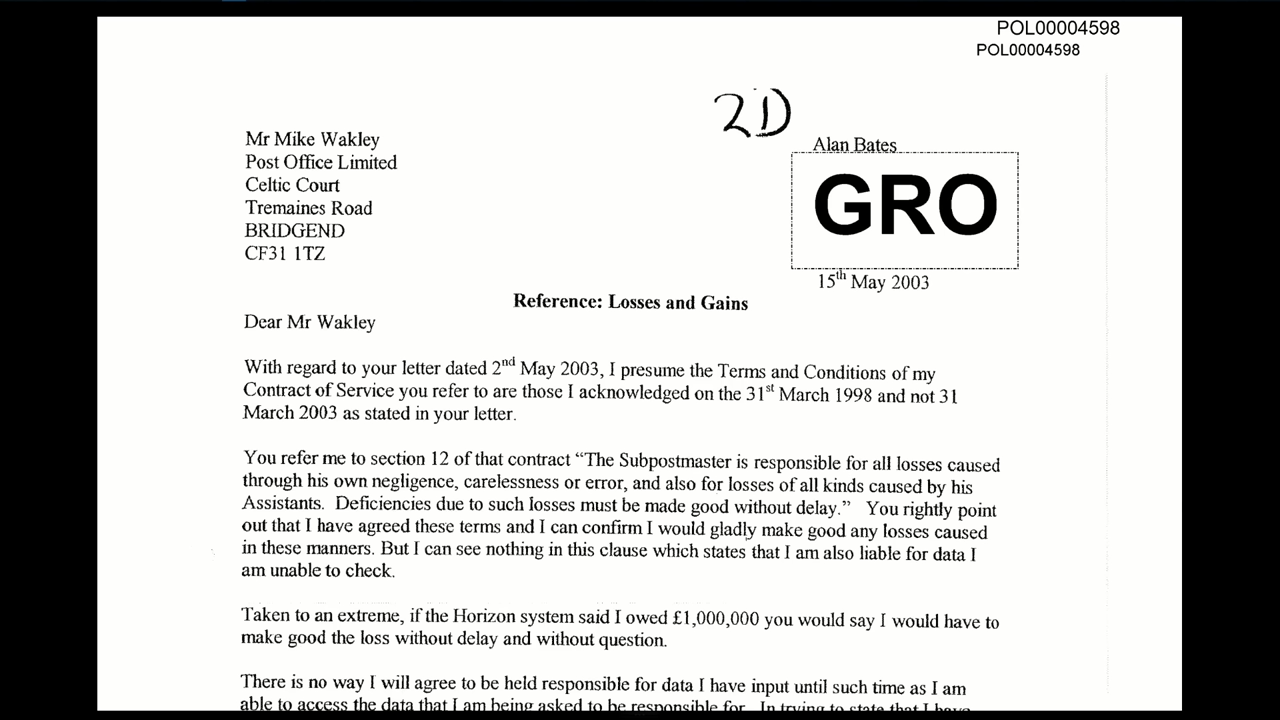 POL00004598
POL00004598
2D
Mr Mike Wakley
Post Office Limited
Celtic Court
Tremaines Road
BRIDGEND
CF31 1TZ
Alan Bates
GRO
15th May 2003
Reference: Losses and Gains
Dear Mr Wakley
With regard to your letter dated 2nd May 2003, I presume the Terms and Conditions of my
Contract of Service you refer to are those I acknowledged on the 31st March 1998 and not 31
March 2003 as stated in your letter.
You refer me to section 12 of that contract “The Subpostmaster is responsible for all losses caused
through his own negligence, carelessness or error, and also for losses of all kinds caused by his
Assistants. Deficiencies due to such losses must be made good without delay.” You rightly point
out that I have agreed these terms and I can confirm I would gladly make good any losses caused
in these manners. But I can see nothing in this clause which states that I am also liable for data I
am unable to check.
Taken to an extreme, if the Horizon system said I owed £1,000,000 you would say I would have to
make good the loss without delay and without question.
There is no way I will agree to be held responsible for data I have input until such time as I am
able to access the data that I am being asked to be responsible for. In trying to state that I have